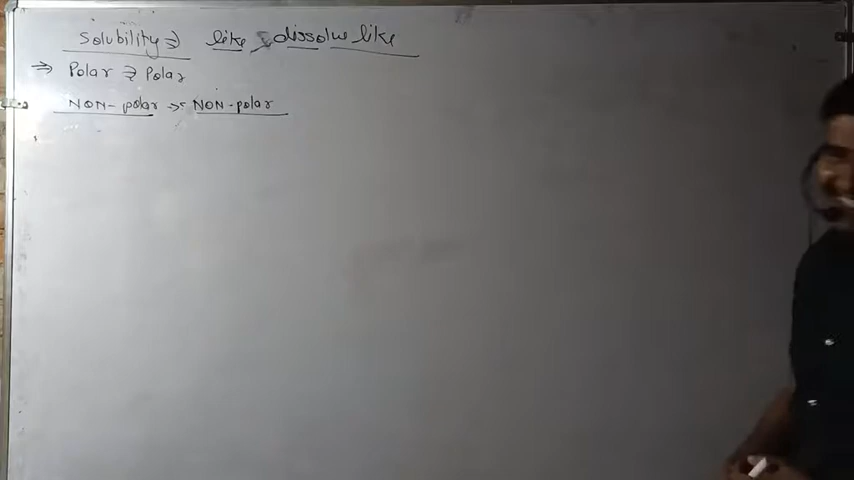 Solubility ⇒ like dissolve like
⇒ Polar ⇒ Polar
NON-polar → NON-polar